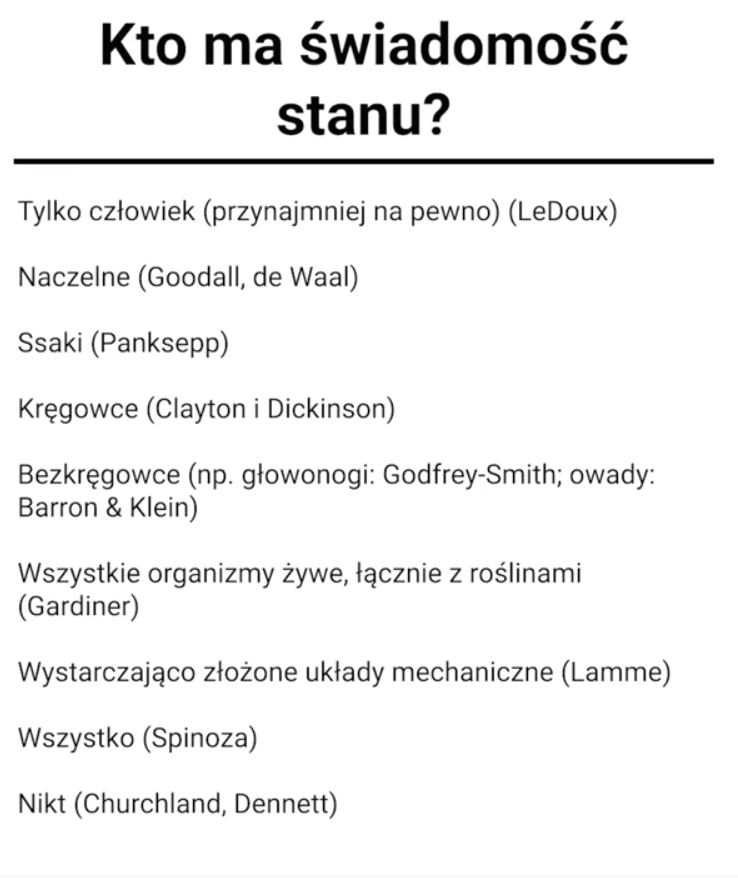 Kto ma świadomość
stanu?
Tylko człowiek (przynajmniej na pewno) (LeDoux)
Naczelne (Goodall, de Waal)
Ssaki (Panksepp)
Kręgowce (Clayton i Dickinson)
Bezkręgowce (np. głowonogi: Godfrey-Smith; owady:
Barron & Klein)
Wszystkie organizmy żywe, łącznie z roślinami
(Gardiner)
Wystarczająco złożone układy mechaniczne (Lamme)
Wszystko (Spinoza)
Nikt (Churchland, Dennett)